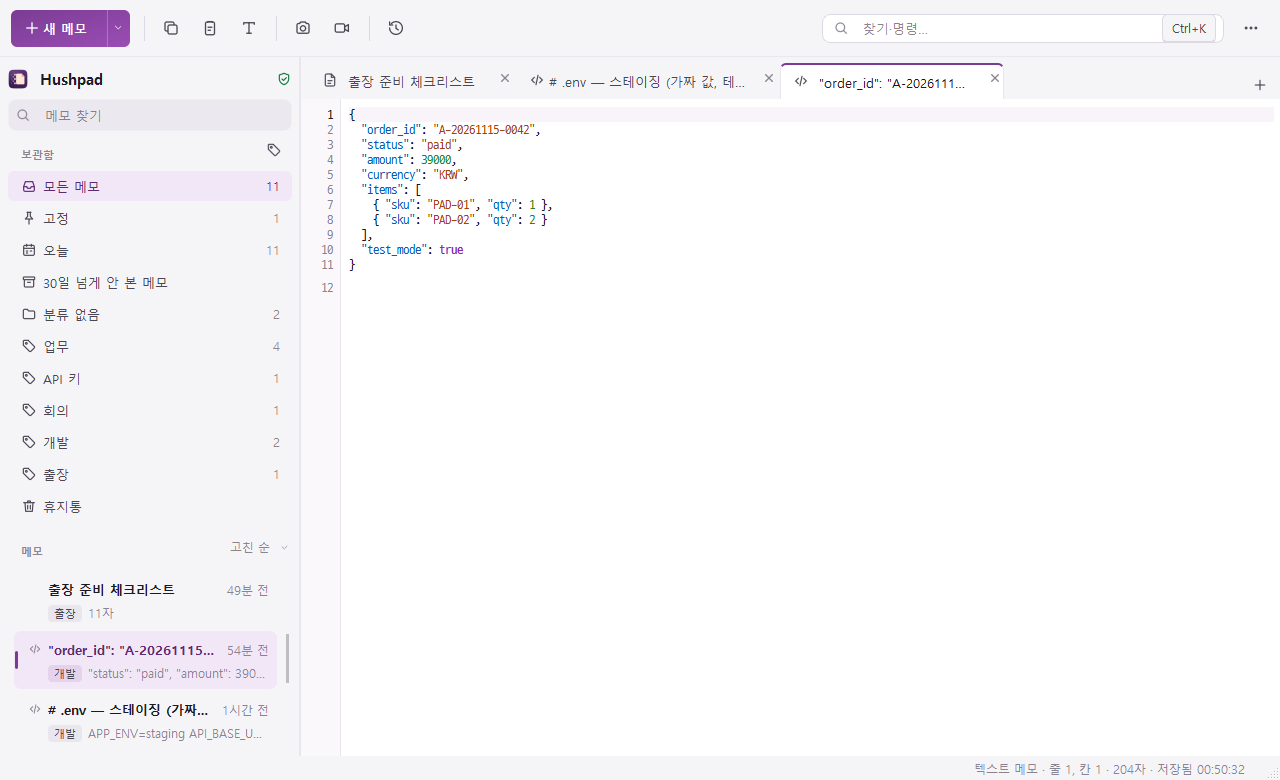 새 메모
찾기·명령...
Ctrl+K
Hushpad
메모 찾기
보관함
모든 메모 11
고정 1
오늘 11
30일 넘게 안 본 메모
분류 없음 2
업무 4
API 키 1
회의 1
개발 2
출장 1
휴지통
메모 고친 순
출장 준비 체크리스트 49분 전
출장 11자
"order_id": "A-20261115... 54분 전
개발 "status": "paid", "amount": 390...
# .env — 스테이징 (가짜... 1시간 전
개발 APP_ENV=staging API_BASE_U...
출장 준비 체크리스트
# .env — 스테이징 (가짜 값, 테...
"order_id": "A-2026111...
1 {
2 "order_id": "A-20261115-0042",
3 "status": "paid",
4 "amount": 39000,
5 "currency": "KRW",
6 "items": [
7 { "sku": "PAD-01", "qty": 1 },
8 { "sku": "PAD-02", "qty": 2 }
9 ],
10 "test_mode": true
11 }
12
텍스트 메모 · 줄 1, 칸 1 · 204자 · 저장됨 00:50:32